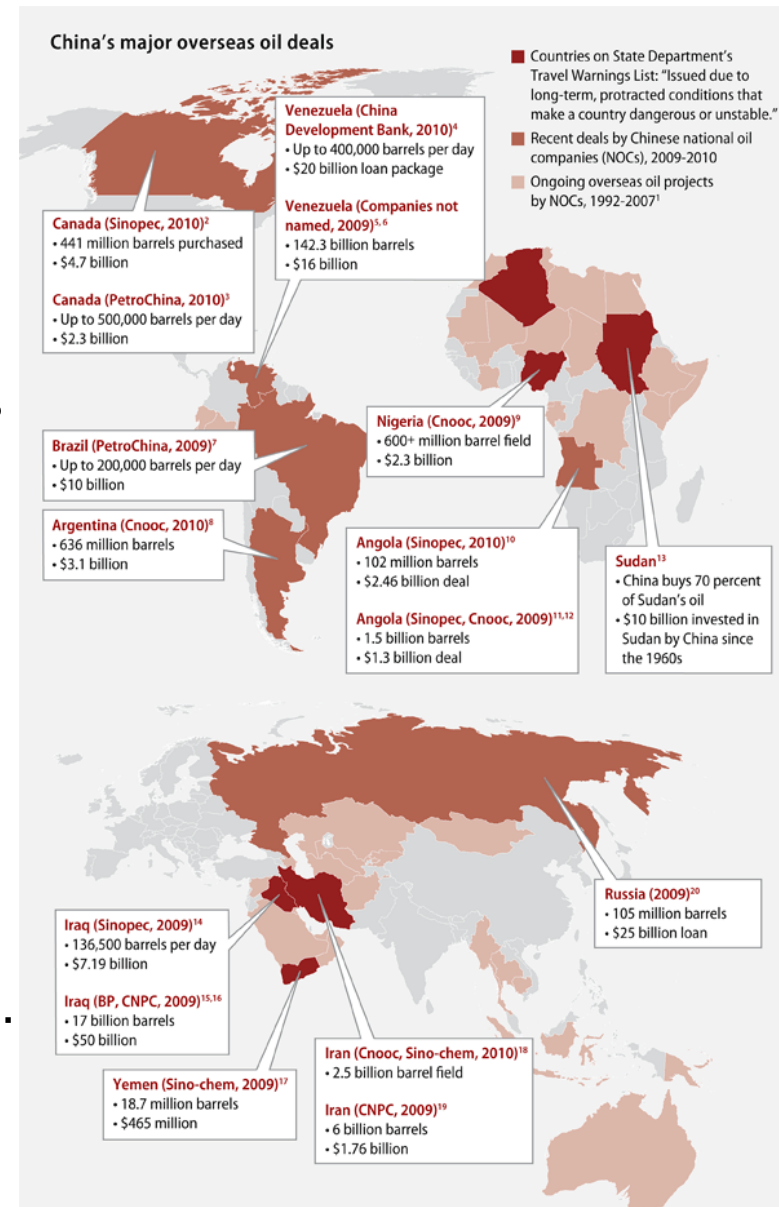 China's major overseas oil deals
Countries on State Department's
Travel Warnings List: "Issued due to
long-term, protracted conditions that
make a country dangerous or unstable."
Recent deals by Chinese national oil
companies (NOCs), 2009-2010
Ongoing overseas oil projects
by NOCs, 1992-2007¹
Venezuela (China
Development Bank, 2010)⁴
• Up to 400,000 barrels per day
• $20 billion loan package
Venezuela (Companies not
named, 2009)⁵,⁶
• 142.3 billion barrels
• $16 billion
Canada (Sinopec, 2010)²
• 441 million barrels purchased
• $4.7 billion
Canada (PetroChina, 2010)³
• Up to 500,000 barrels per day
• $2.3 billion
Nigeria (Cnooc, 2009)⁹
• 600+ million barrel field
• $2.3 billion
Brazil (PetroChina, 2009)⁷
• Up to 200,000 barrels per day
• $10 billion
Argentina (Cnooc, 2010)⁸
• 636 million barrels
• $3.1 billion
Angola (Sinopec, 2010)¹⁰
• 102 million barrels
• $2.46 billion deal
Angola (Sinopec, Cnooc, 2009)¹¹,¹²
• 1.5 billion barrels
• $1.3 billion deal
Sudan¹³
• China buys 70 percent
of Sudan's oil
• $10 billion invested in
Sudan by China since
the 1960s
Russia (2009)²⁰
• 105 million barrels
• $25 billion loan
Iraq (Sinopec, 2009)¹⁴
• 136,500 barrels per day
• $7.19 billion
Iraq (BP, CNPC, 2009)¹⁵,¹⁶
• 17 billion barrels
• $50 billion
Iran (Cnooc, Sino-chem, 2010)¹⁸
• 2.5 billion barrel field
Iran (CNPC, 2009)¹⁹
• 6 billion barrels
• $1.76 billion
Yemen (Sino-chem, 2009)¹⁷
• 18.7 million barrels
• $465 million